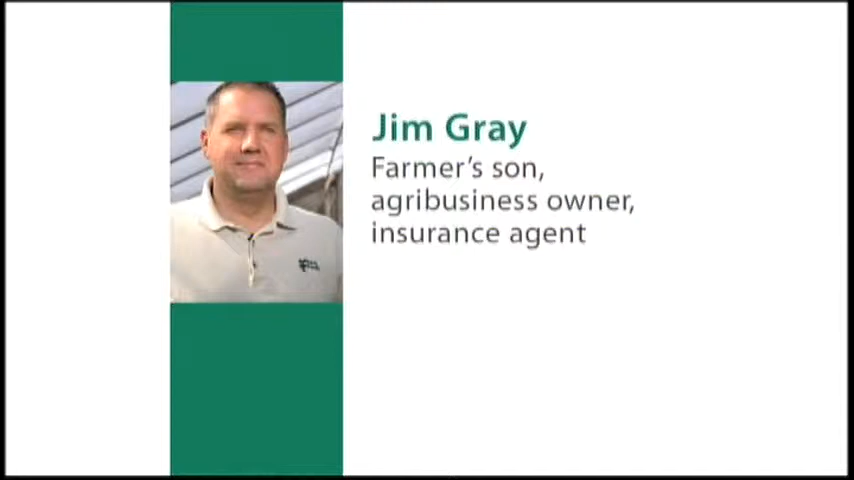 Jim Gray
Farmer's son,
agribusiness owner,
insurance agent